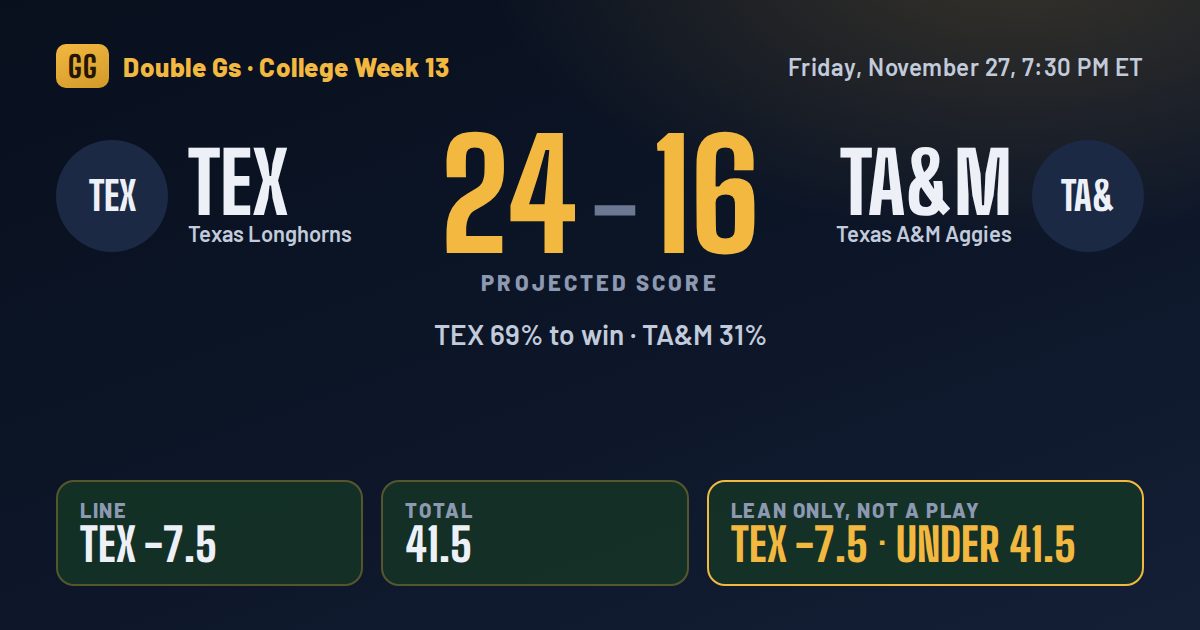 GG
Double Gs · College Week 13
Friday, November 27, 7:30 PM ET
TEX
TEX
Texas Longhorns
24 – 16
PROJECTED SCORE
TEX 69% to win · TA&M 31%
TA&M
Texas A&M Aggies
TA&
LINE
TEX −7.5
TOTAL
41.5
LEAN ONLY, NOT A PLAY
TEX −7.5 · UNDER 41.5